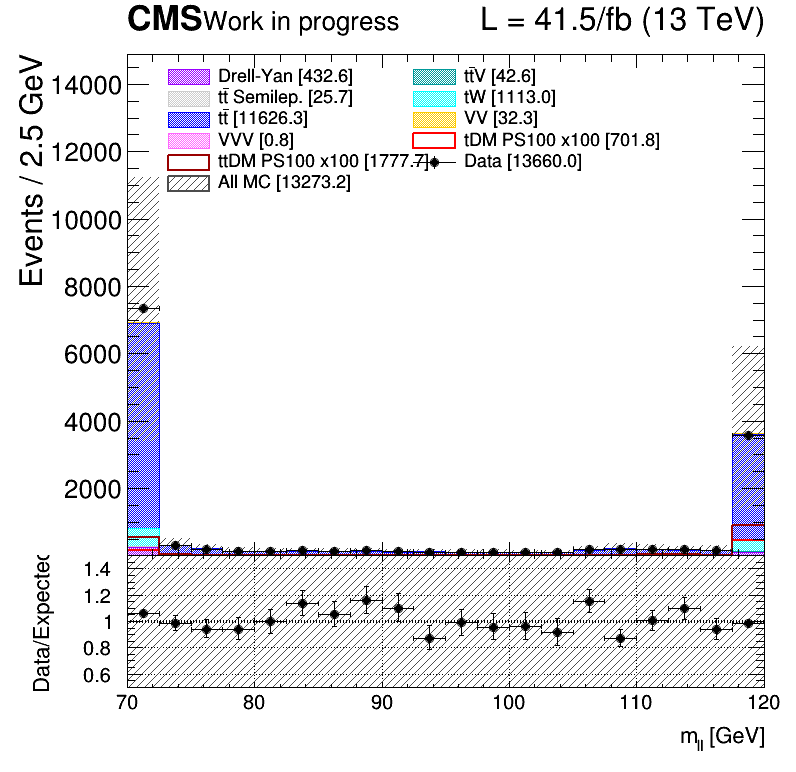 CMS Work in progress L = 41.5/fb (13 TeV)
Events / 2.5 GeV
14000
12000
10000
8000
6000
4000
2000
Drell-Yan [432.6] tt̄V [42.6]
tt̄ Semilep. [25.7] tW [1113.0]
tt̄ [11626.3] VV [32.3]
VVV [0.8] tDM PS100 x100 [701.8]
ttDM PS100 x100 [1777.7] Data [13660.0]
All MC [13273.2]
Data/Expected
1.4
1.2
1
0.8
0.6
70 80 90 100 110 120
m_ll [GeV]